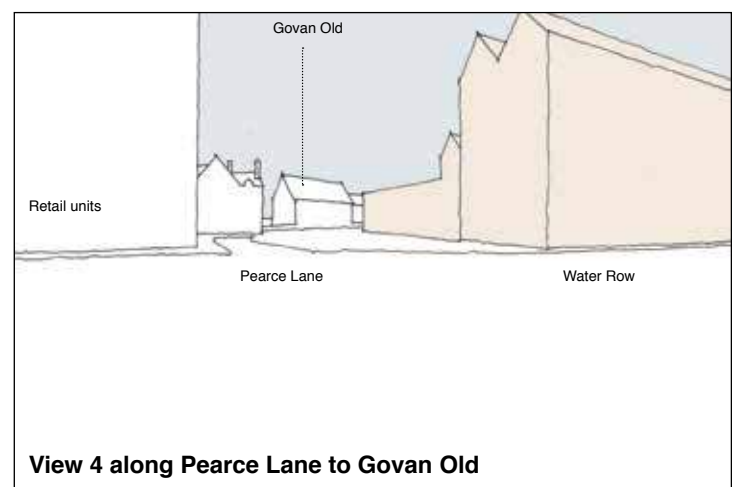 Govan Old
Retail units
Pearce Lane
Water Row
View 4 along Pearce Lane to Govan Old